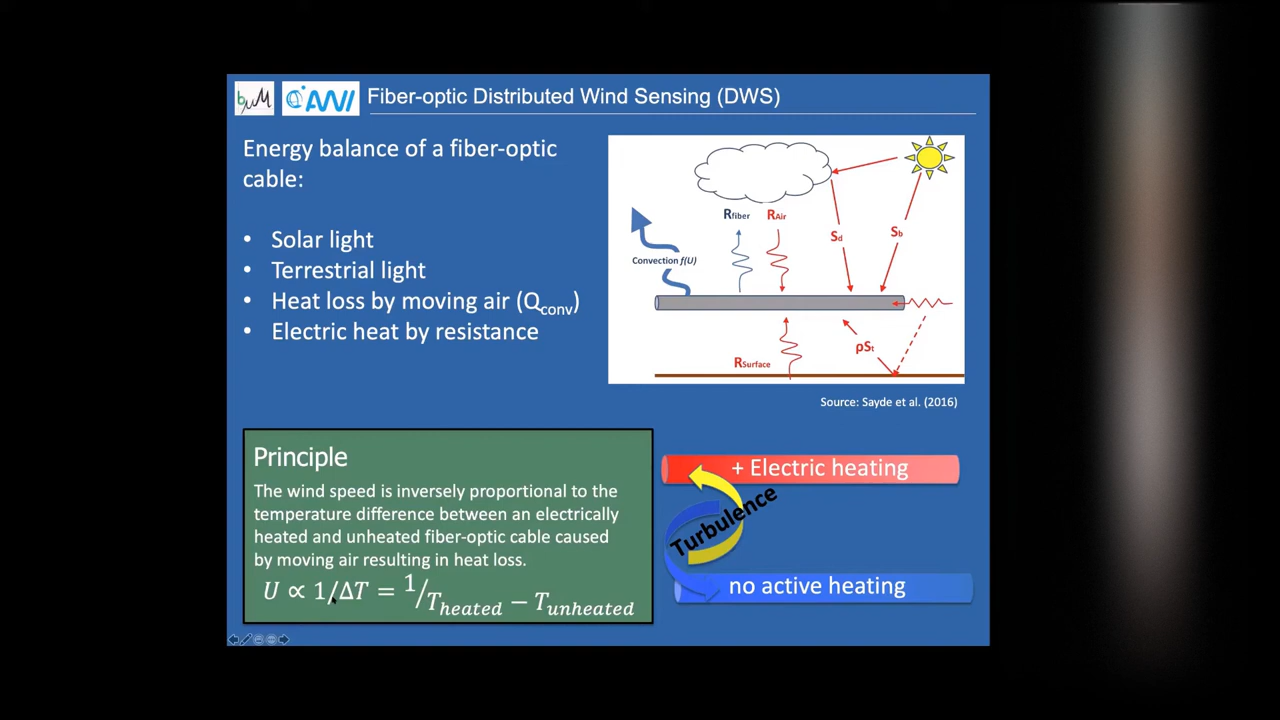 bμM
ANI
Fiber-optic Distributed Wind Sensing (DWS)
Energy balance of a fiber-optic
cable:
• Solar light
• Terrestrial light
• Heat loss by moving air (Qconv)
• Electric heat by resistance
Rfiber
RAir
Sd
Sb
Convection f(U)
ρSt
RSurface
Source: Sayde et al. (2016)
Principle
The wind speed is inversely proportional to the
temperature difference between an electrically
heated and unheated fiber-optic cable caused
by moving air resulting in heat loss.
U ∝ 1/ΔT = 1/Theated − Tunheated
+ Electric heating
Turbulence
no active heating